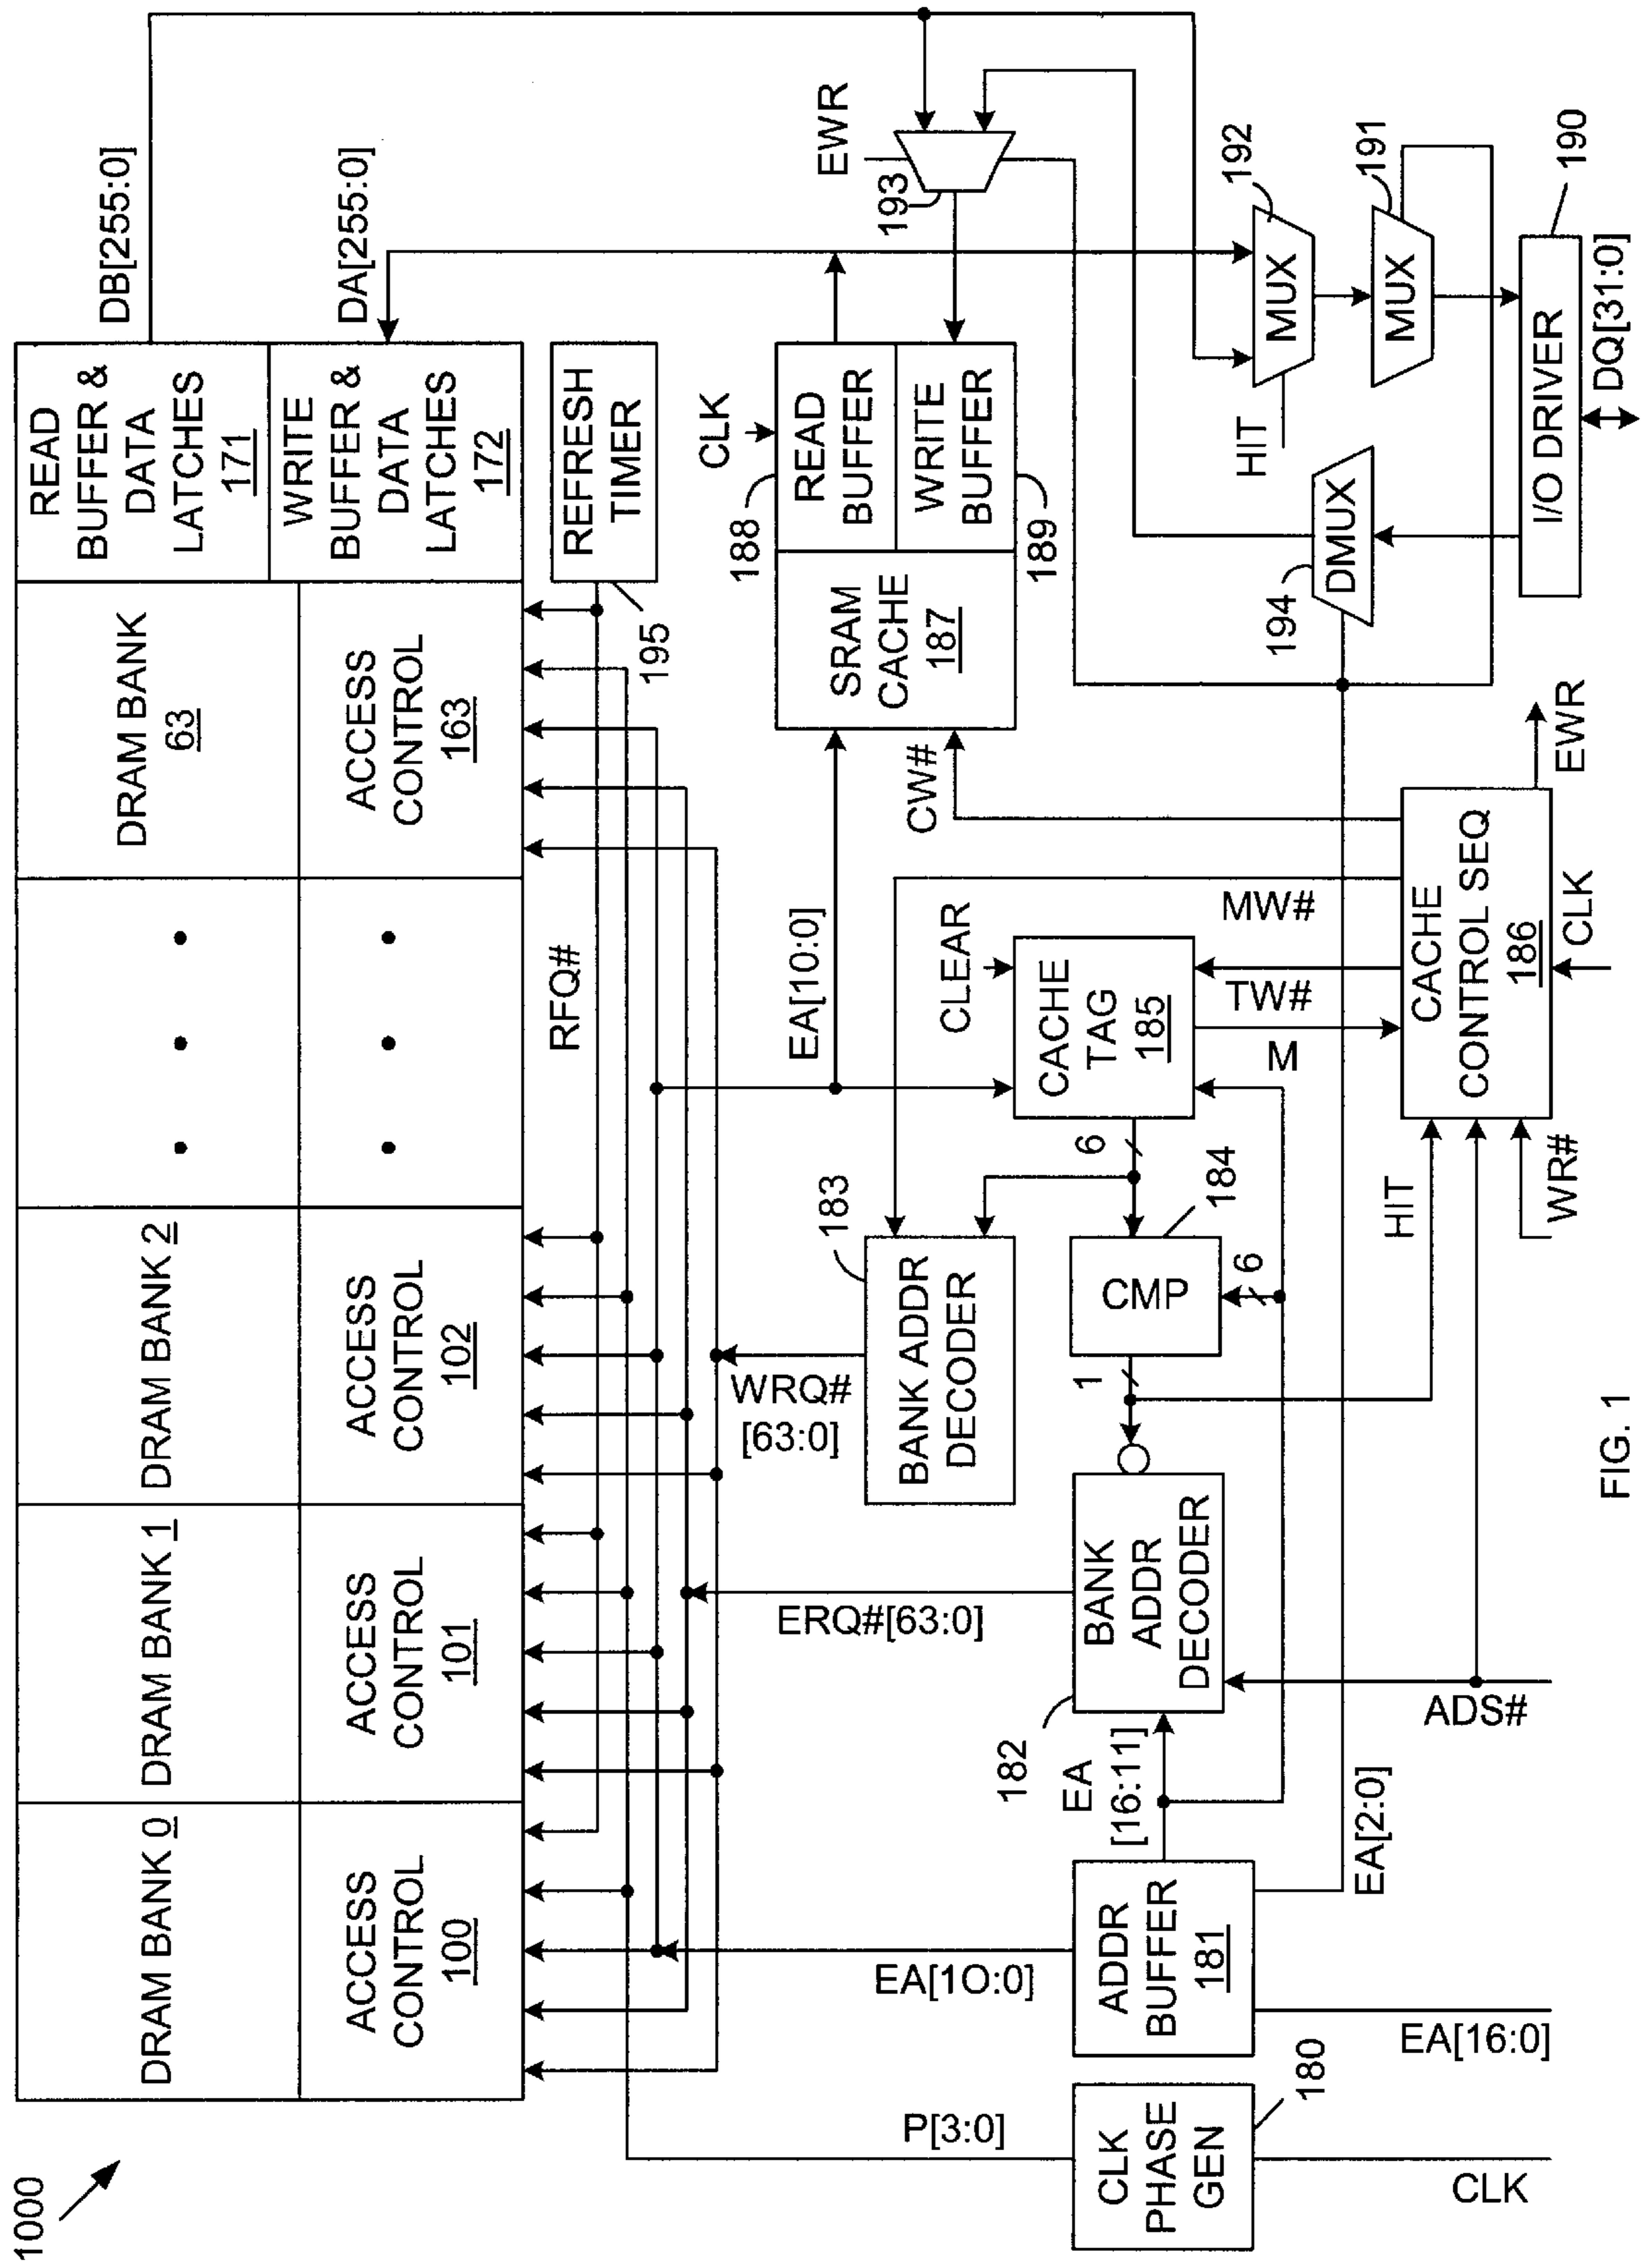 1000
DRAM BANK 0
DRAM BANK 1
DRAM BANK 2
DRAM BANK
63
READ
BUFFER &
DATA
LATCHES
171
DB[255:0]
ACCESS
CONTROL
100
ACCESS
CONTROL
101
ACCESS
CONTROL
102
ACCESS
CONTROL
163
WRITE
BUFFER &
DATA
LATCHES
172
DA[255:0]
RFQ#
REFRESH
TIMER
195
WRQ#
[63:0]
ERQ#[63:0]
EA[10:0]
EA[10:0]
P[3:0]
CLK
188
READ
BUFFER
WRITE
BUFFER
189
SRAM
CACHE
187
CW#
EWR
193
183
BANK ADDR
DECODER
CLEAR
CACHE
TAG
185
MW#
TW#
M
6
184
CMP
6
1
182
BANK
ADDR
DECODER
EA
[16:11]
ADDR
BUFFER
181
CLK
PHASE
GEN
180
EA[2:0]
EA[16:0]
CLK
ADS#
HIT
WR#
CACHE
CONTROL SEQ
186
CLK
EWR
194
DMUX
HIT
MUX
192
MUX
191
I/O DRIVER
190
DQ[31:0]
FIG. 1